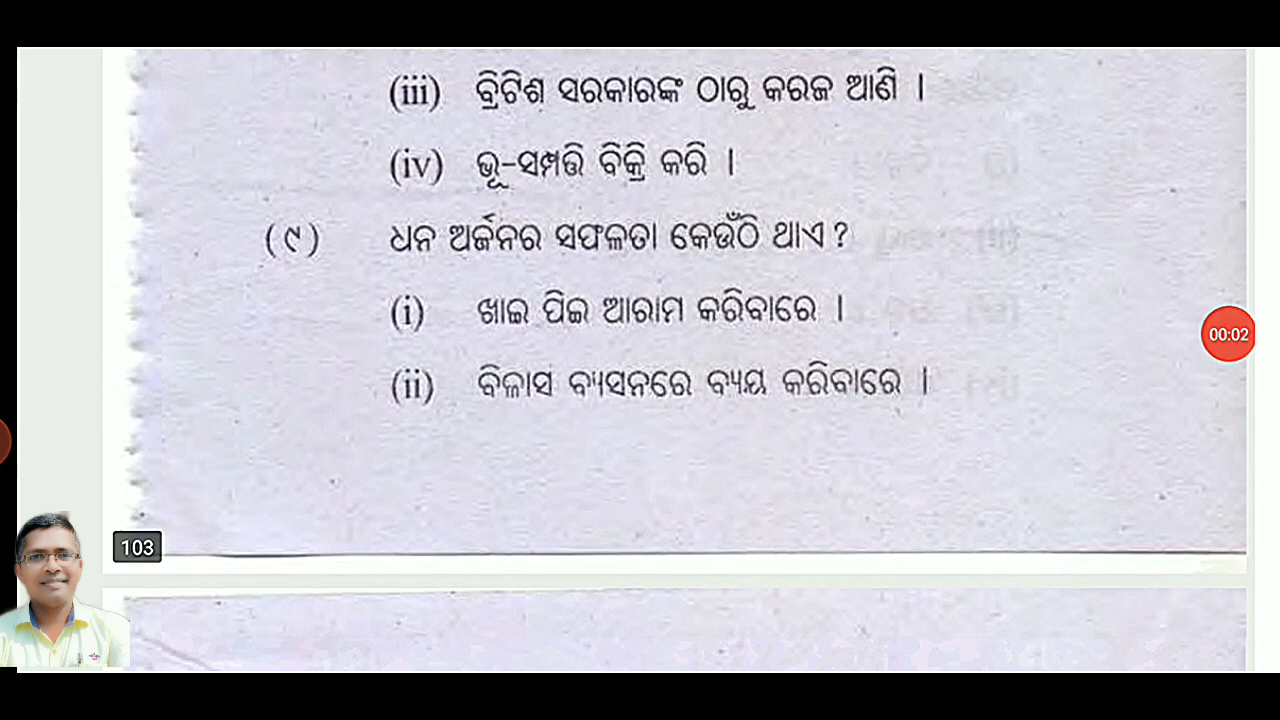 (iii) ବ୍ରିଟିଶ ସରକାରଙ୍କ ଠାରୁ କରଜ ଆଣି ।
(iv) ଭୂ-ସମ୍ପତ୍ତି ବିକ୍ରି କରି ।
(୯) ଧନ ଅର୍ଜନର ସଫଳତା କେଉଁଠି ଥାଏ ?
(i) ଖାଇ ପିଇ ଆରାମ କରିବାରେ ।
00:02
(ii) ବିଳାସ ବ୍ୟସନରେ ବ୍ୟୟ କରିବାରେ ।
103